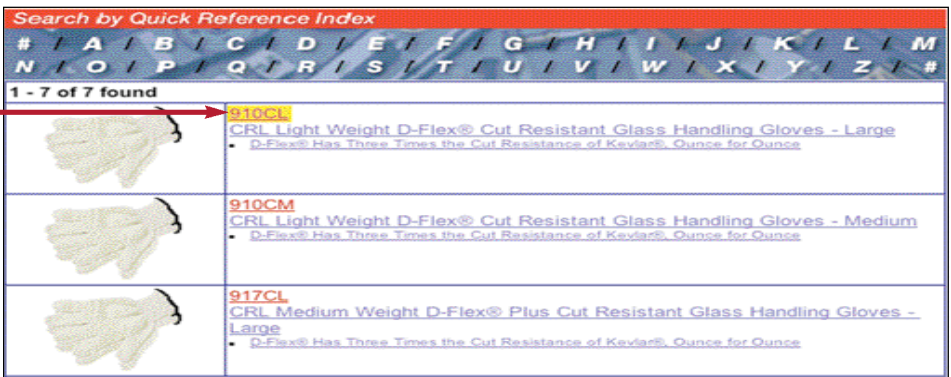 Search by Quick Reference Index
# / A / B / C / D / E / F / G / H / I / J / K / L / M
N / O / P / Q / R / S / T / U / V / W / X / Y / Z / #
1 - 7 of 7 found
910CL
CRL Light Weight D-Flex® Cut Resistant Glass Handling Gloves - Large
• D-Flex® Has Three Times the Cut Resistance of Kevlar®, Ounce for Ounce
910CM
CRL Light Weight D-Flex® Cut Resistant Glass Handling Gloves - Medium
• D-Flex® Has Three Times the Cut Resistance of Kevlar®, Ounce for Ounce
917CL
CRL Medium Weight D-Flex® Plus Cut Resistant Glass Handling Gloves -
Large
• D-Flex® Has Three Times the Cut Resistance of Kevlar®, Ounce for Ounce